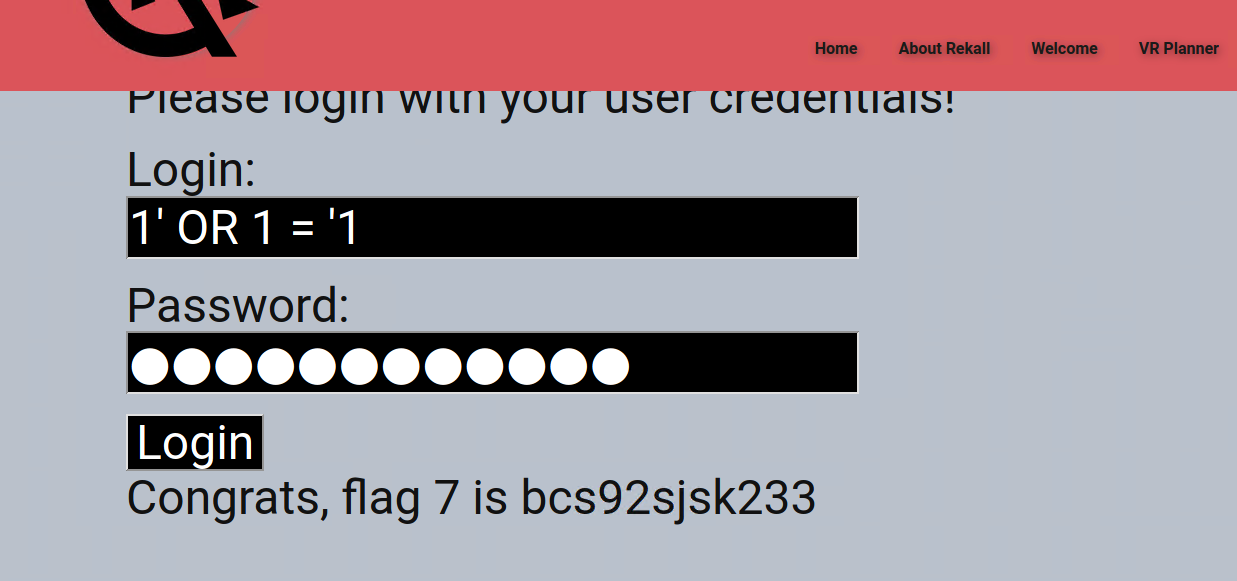 Home About Rekall Welcome VR Planner
Please login with your user credentials!
Login:
1' OR 1 = '1
Password:
●●●●●●●●●●●●
Login
Congrats, flag 7 is bcs92sjsk233